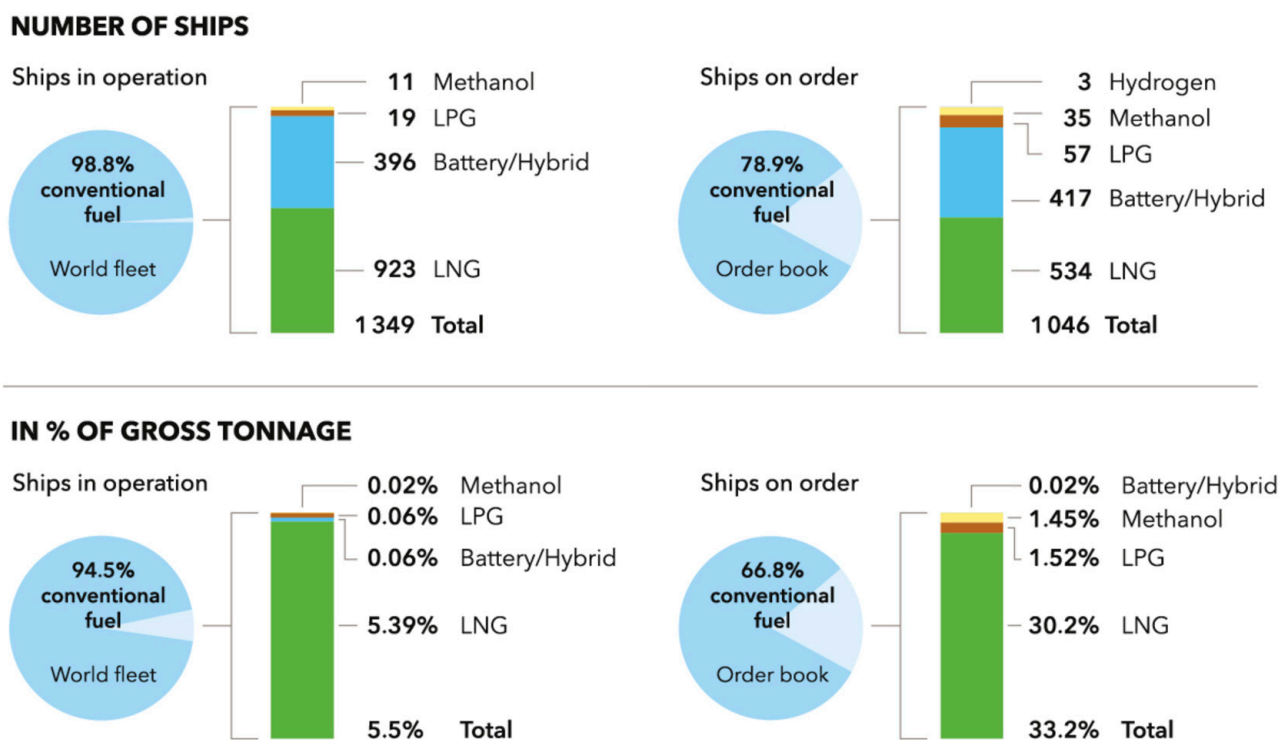 NUMBER OF SHIPS
Ships in operation
98.8%
conventional
fuel
World fleet
11 Methanol
19 LPG
396 Battery/Hybrid
923 LNG
1 349 Total
Ships on order
78.9%
conventional
fuel
Order book
3 Hydrogen
35 Methanol
57 LPG
417 Battery/Hybrid
534 LNG
1 046 Total
IN % OF GROSS TONNAGE
Ships in operation
94.5%
conventional
fuel
World fleet
0.02% Methanol
0.06% LPG
0.06% Battery/Hybrid
5.39% LNG
5.5% Total
Ships on order
66.8%
conventional
fuel
Order book
0.02% Battery/Hybrid
1.45% Methanol
1.52% LPG
30.2% LNG
33.2% Total